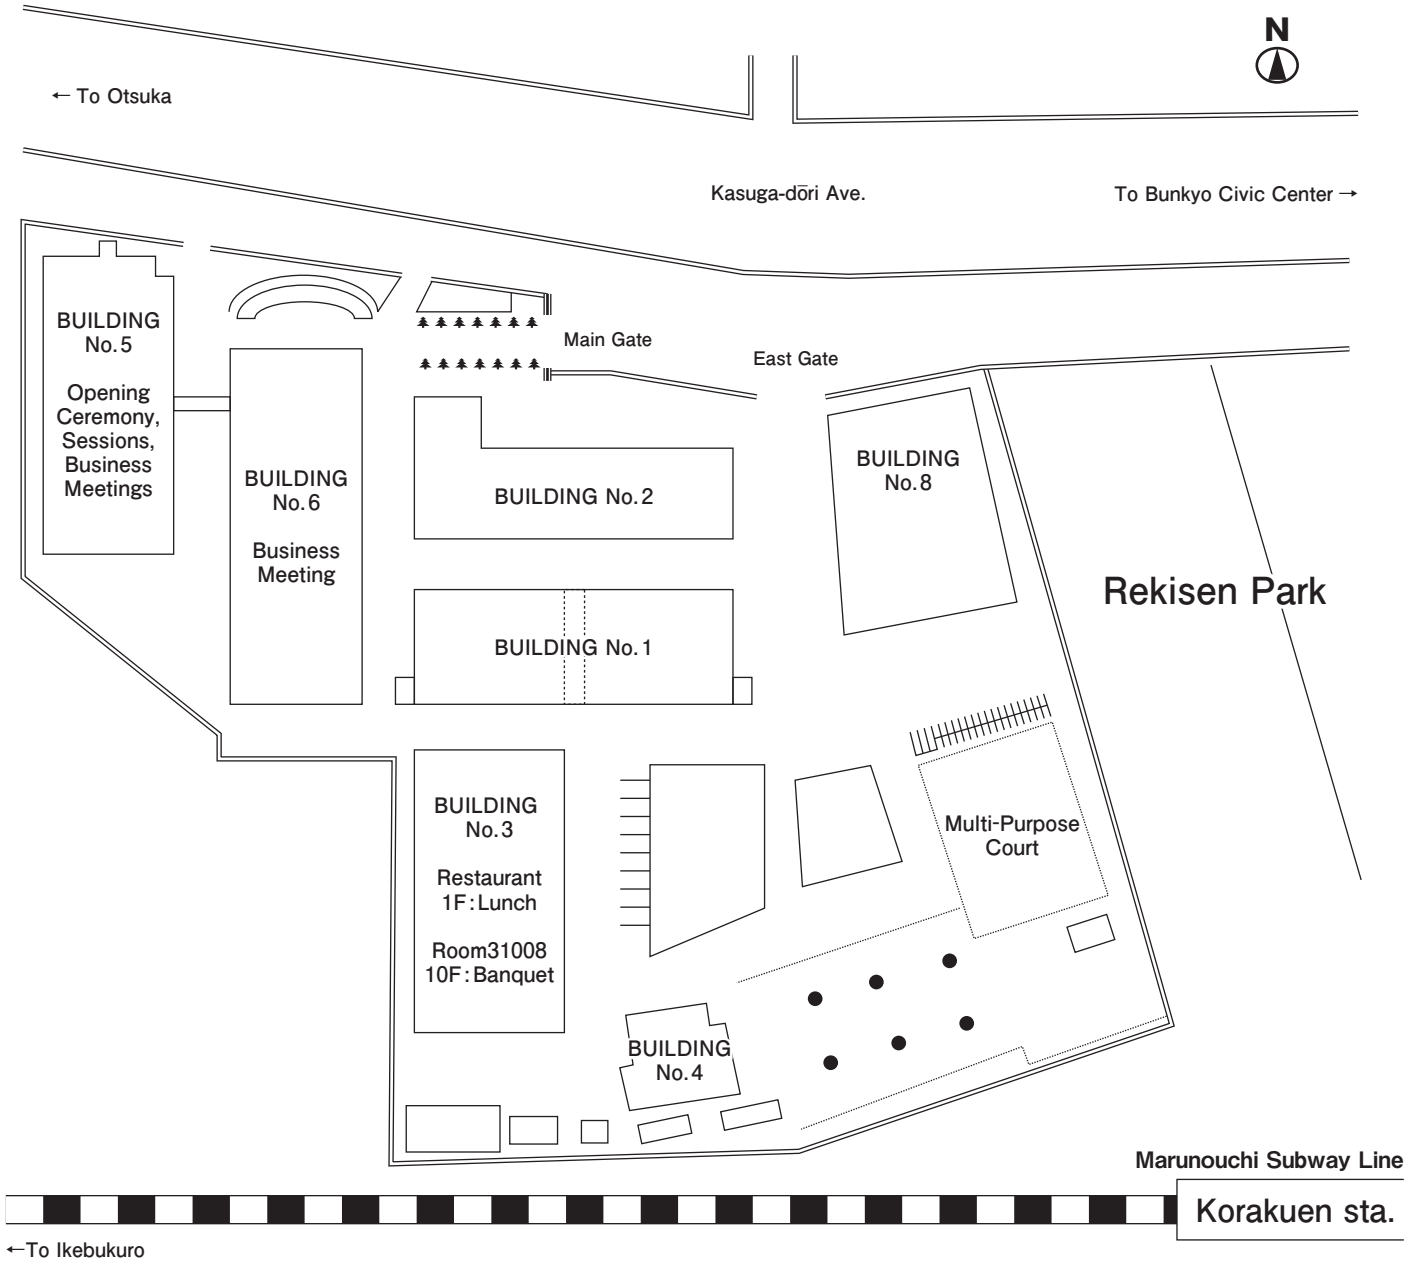 N
← To Otsuka
Kasuga-dōri Ave.
To Bunkyo Civic Center →
BUILDING
No.5
Opening
Ceremony,
Sessions,
Business
Meetings
Main Gate
East Gate
BUILDING
No.6
Business
Meeting
BUILDING No.2
BUILDING
No.8
BUILDING No.1
Rekisen Park
BUILDING
No.3
Restaurant
1F:Lunch
Room31008
10F:Banquet
Multi-Purpose
Court
BUILDING
No.4
Marunouchi Subway Line
Korakuen sta.
←To Ikebukuro